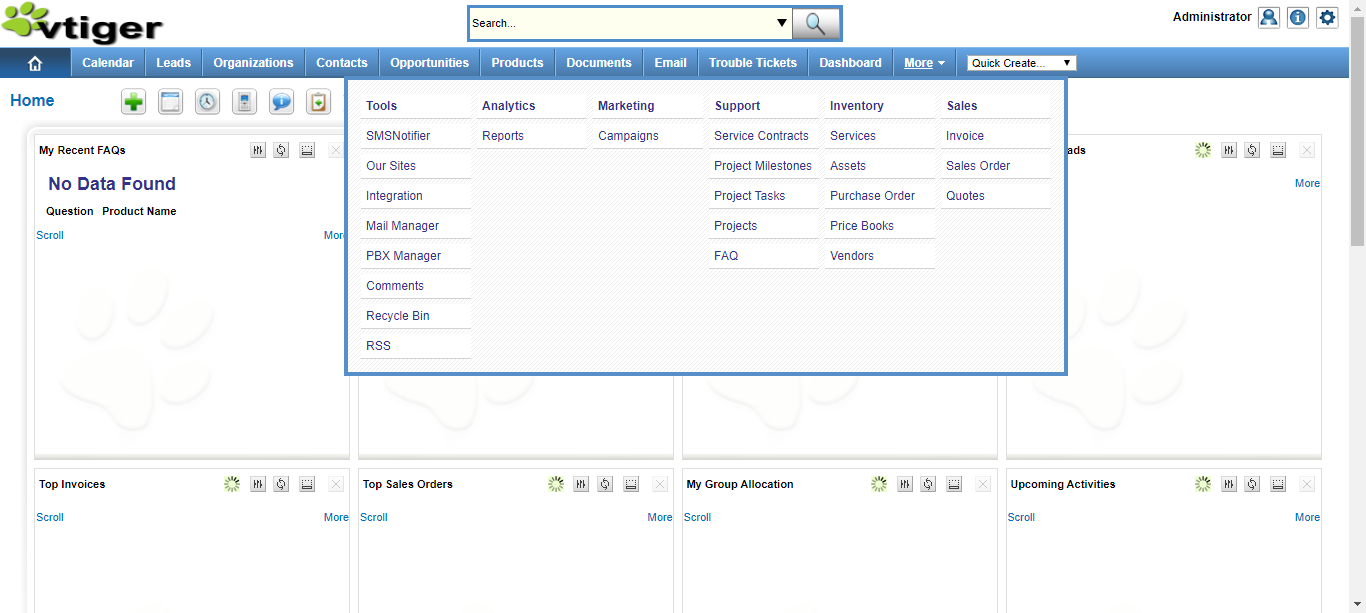 vtiger
Search...
Administrator
Calendar Leads Organizations Contacts Opportunities Products Documents Email Trouble Tickets Dashboard More Quick Create...
Home
Tools Analytics Marketing Support Inventory Sales
SMSNotifier Reports Campaigns Service Contracts Services Invoice
My Recent FAQs
ads
Our Sites Project Milestones Assets Sales Order
No Data Found
More
Integration Project Tasks Purchase Order Quotes
Question Product Name
Mail Manager Projects Price Books
Scroll More
PBX Manager FAQ Vendors
Comments
Recycle Bin
RSS
Top Invoices Top Sales Orders My Group Allocation Upcoming Activities
Scroll More Scroll More Scroll Scroll More